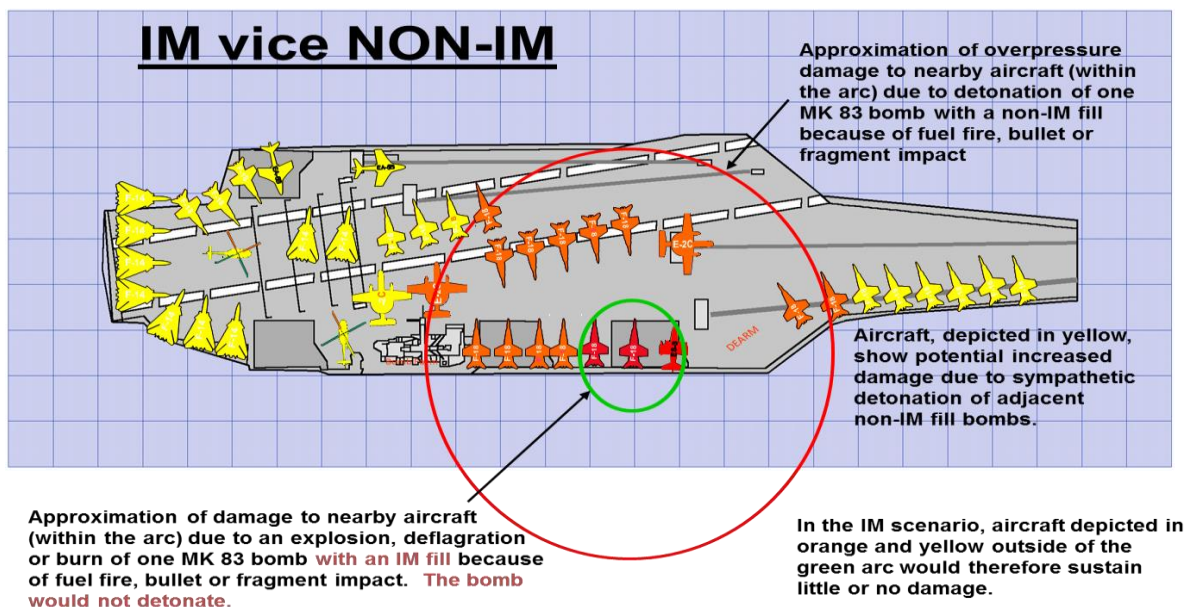 IM vice NON-IM
Approximation of overpressure
damage to nearby aircraft (within
the arc) due to detonation of one
MK 83 bomb with a non-IM fill
because of fuel fire, bullet or
fragment impact
E-2C
DEARM
Aircraft, depicted in yellow,
show potential increased
damage due to sympathetic
detonation of adjacent
non-IM fill bombs.
Approximation of damage to nearby aircraft
(within the arc) due to an explosion, deflagration
or burn of one MK 83 bomb with an IM fill because
of fuel fire, bullet or fragment impact.  The bomb
would not detonate.
In the IM scenario, aircraft depicted in
orange and yellow outside of the
green arc would therefore sustain
little or no damage.